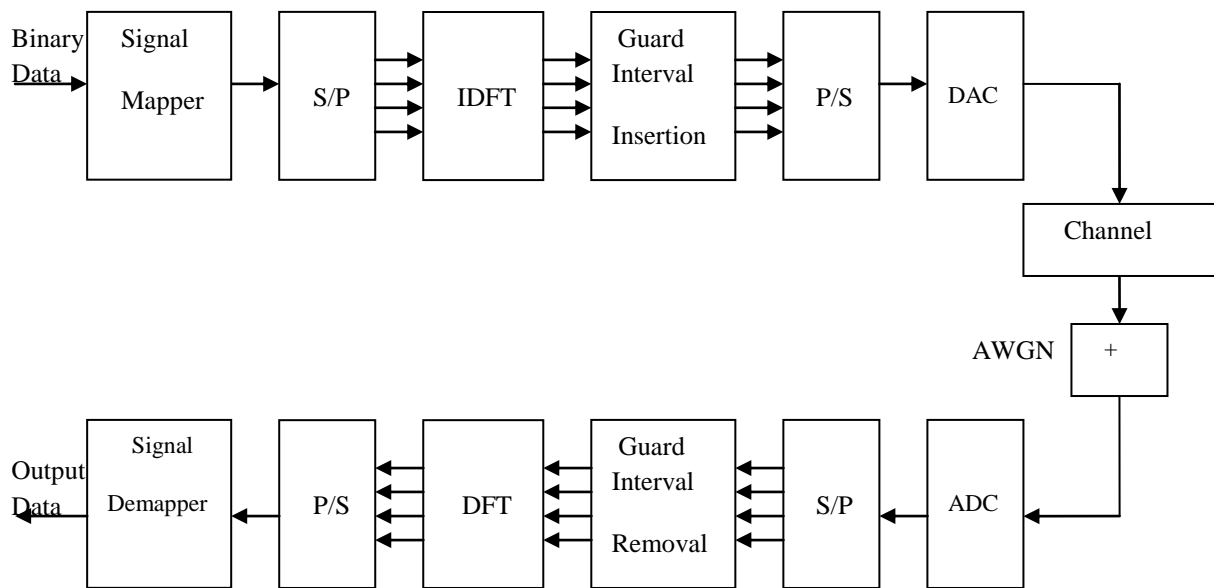 Binary
Data
Signal
Mapper
S/P
IDFT
Guard
Interval
Insertion
P/S
DAC
Channel
AWGN
+
Output
Data
Signal
Demapper
P/S
DFT
Guard
Interval
Removal
S/P
ADC